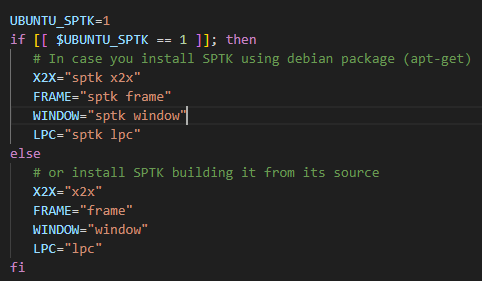 UBUNTU_SPTK=1
if [[ $UBUNTU_SPTK == 1 ]]; then
    # In case you install SPTK using debian package (apt-get)
    X2X="sptk x2x"
    FRAME="sptk frame"
    WINDOW="sptk window"
    LPC="sptk lpc"
else
    # or install SPTK building it from its source
    X2X="x2x"
    FRAME="frame"
    WINDOW="window"
    LPC="lpc"
fi